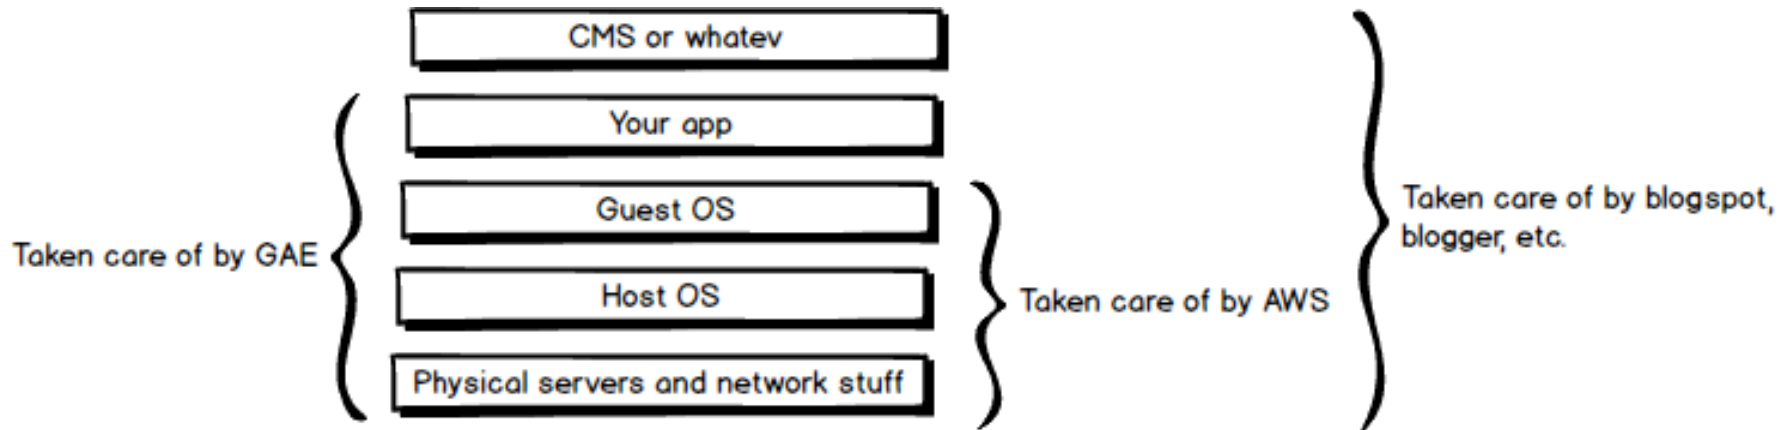 CMS or whatev
Your app
Guest OS
Host OS
Physical servers and network stuff
Taken care of by GAE
Taken care of by AWS
Taken care of by blogspot,
blogger, etc.